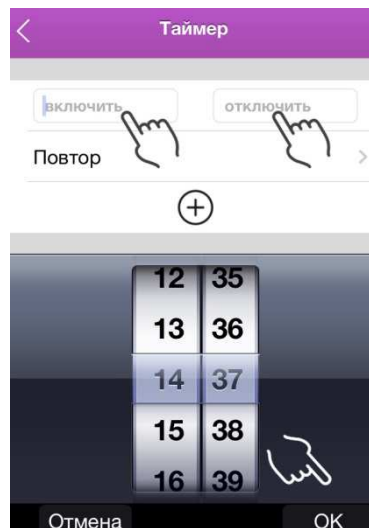 Таймер
включить отключить
Повтор
12 35
13 36
14 37
15 38
16 39
Отмена OK